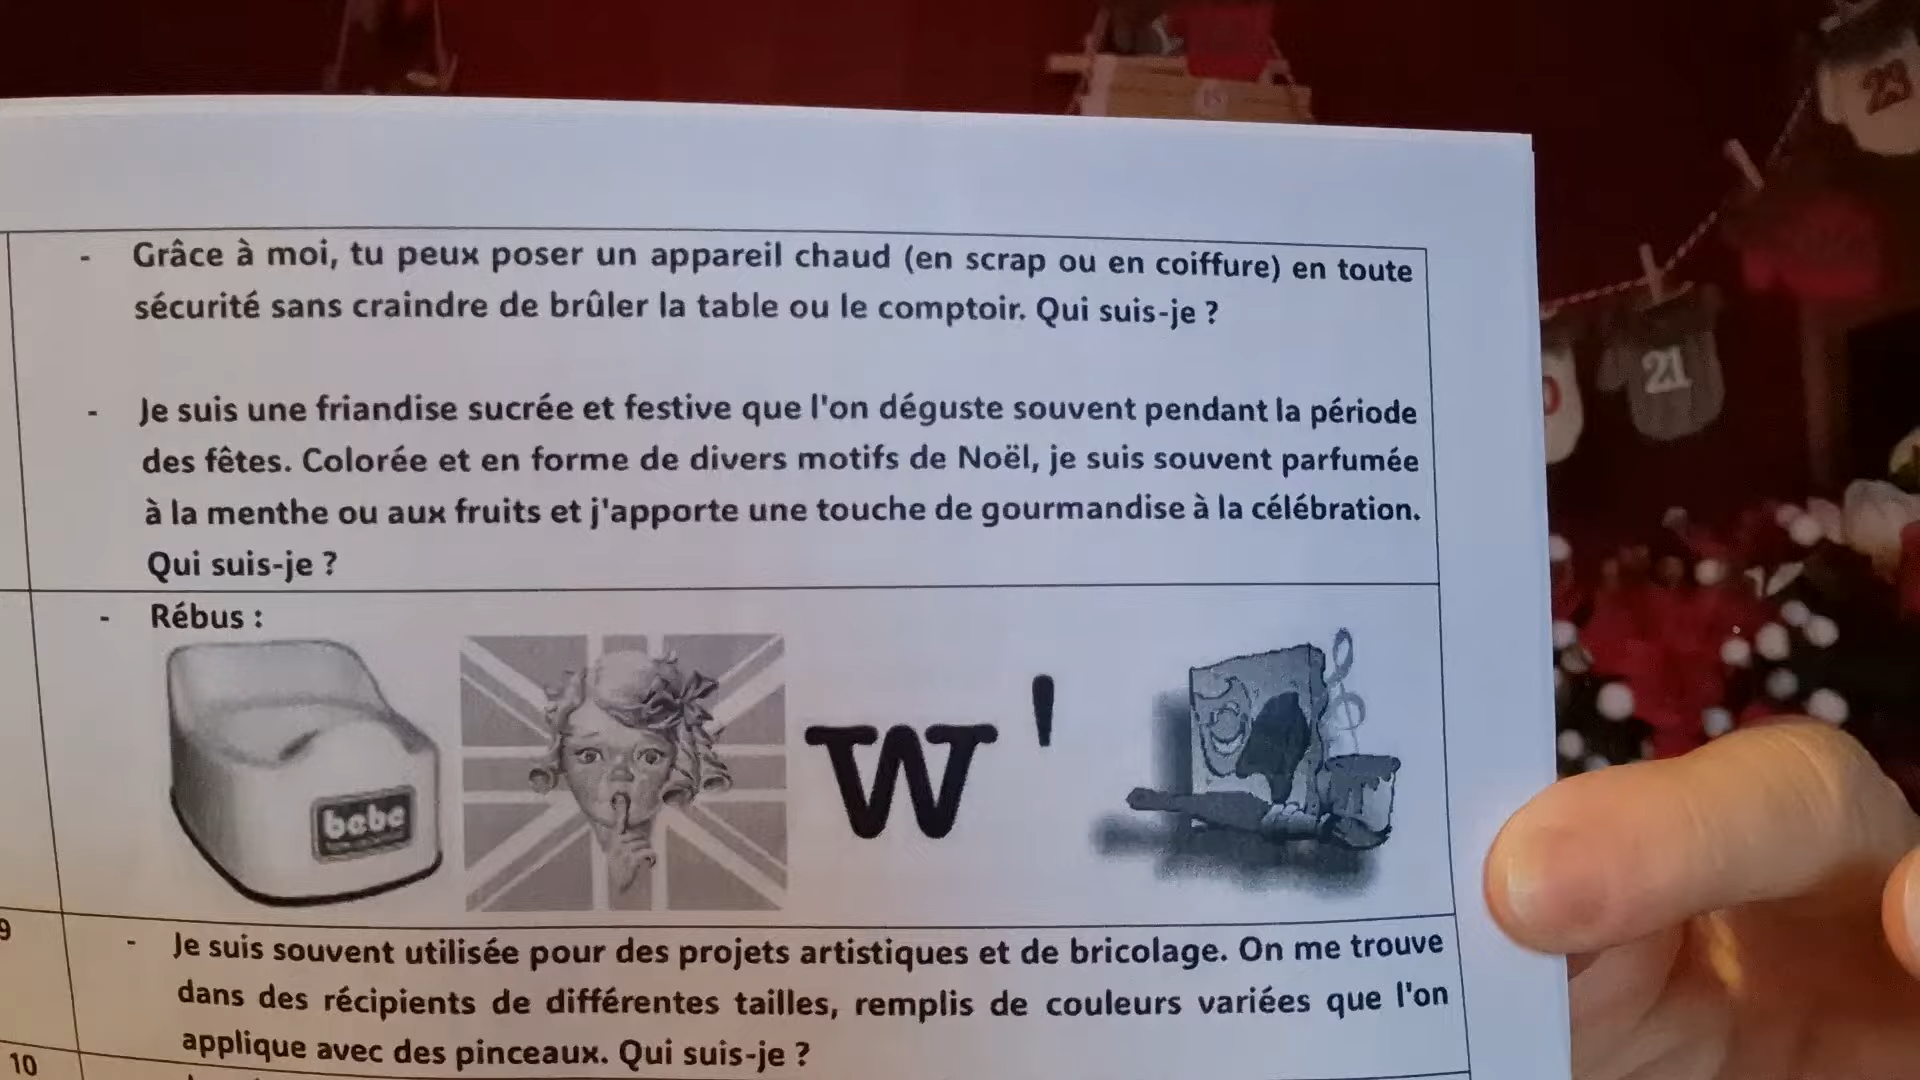 23
21
- Grâce à moi, tu peux poser un appareil chaud (en scrap ou en coiffure) en toute
sécurité sans craindre de brûler la table ou le comptoir. Qui suis-je ?
- Je suis une friandise sucrée et festive que l'on déguste souvent pendant la période
des fêtes. Colorée et en forme de divers motifs de Noël, je suis souvent parfumée
à la menthe ou aux fruits et j'apporte une touche de gourmandise à la célébration.
Qui suis-je ?
- Rébus :
bebe
w '
9
- Je suis souvent utilisée pour des projets artistiques et de bricolage. On me trouve
dans des récipients de différentes tailles, remplis de couleurs variées que l'on
applique avec des pinceaux. Qui suis-je ?
10